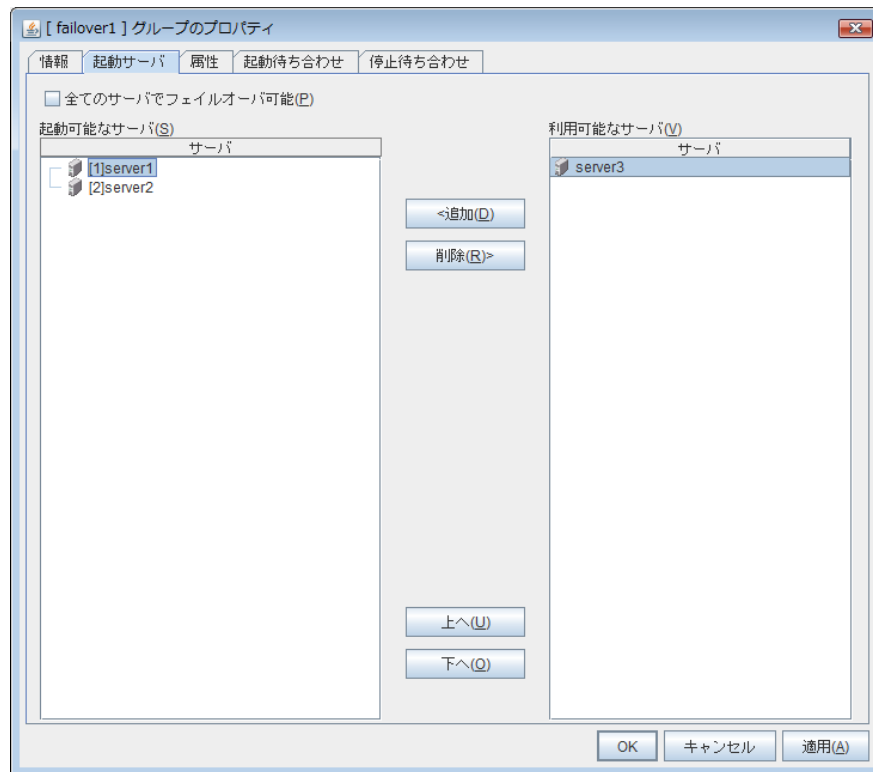 [ failover1 ] グループのプロパティ
情報 起動サーバ 属性 起動待ち合わせ 停止待ち合わせ
全てのサーバでフェイルオーバ可能(P)
起動可能なサーバ(S)
サーバ
[1]server1
[2]server2
<追加(D)
削除(R)>
上へ(U)
下へ(O)
利用可能なサーバ(V)
サーバ
server3
OK キャンセル 適用(A)